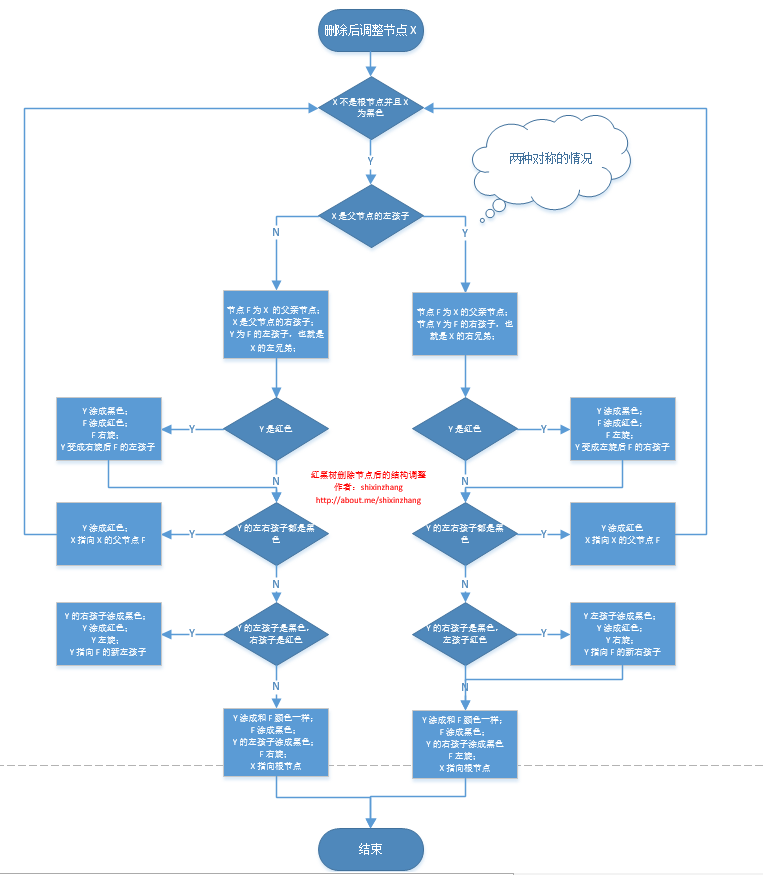 删除后调整节点 X
X 不是根节点并且 X
为黑色
两种对称的情况
Y
X 是父节点的左孩子
N
Y
节点 F 为 X 的父亲节点;
X 是父节点的右孩子;
Y 为 F 的左孩子,也就是
X 的左兄弟;
节点 F 为 X 的父亲节点;
节点 Y 为 F 的右孩子,也
就是 X 的右兄弟;
Y 涂成黑色;
F 涂成红色;
F 右旋;
Y 变成右旋后 F 的左孩子
Y
Y 是红色
Y 是红色
Y
Y 涂成黑色;
F 涂成红色;
F 左旋;
Y 变成左旋后 F 的右孩子
N
N
红黑树删除节点后的结构调整
作者:shixinzhang
http://about.me/shixinzhang
Y 涂成红色;
X 指向 X 的父节点 F
Y
Y 的左右孩子都是黑
色
Y 的左右孩子都是黑
色
Y
Y 涂成红色
X 指向 X 的父节点 F
N
N
Y 的右孩子涂成黑色;
Y 涂成红色;
Y 左旋;
Y 指向 F 的新左孩子
Y
Y 的左孩子是黑色,
右孩子是红色
Y 的右孩子是黑色,
左孩子红色
Y
Y 左孩子涂成黑色;
Y 涂成红色;
Y 右旋;
Y 指向 F 的新右孩子
N
N
Y 涂成和 F 颜色一样;
F 涂成黑色;
Y 的左孩子涂成黑色;
F 右旋;
X 指向根节点
Y 涂成和 F 颜色一样;
F 涂成黑色;
Y 的右孩子涂成黑色
F 左旋;
X 指向根节点
结束